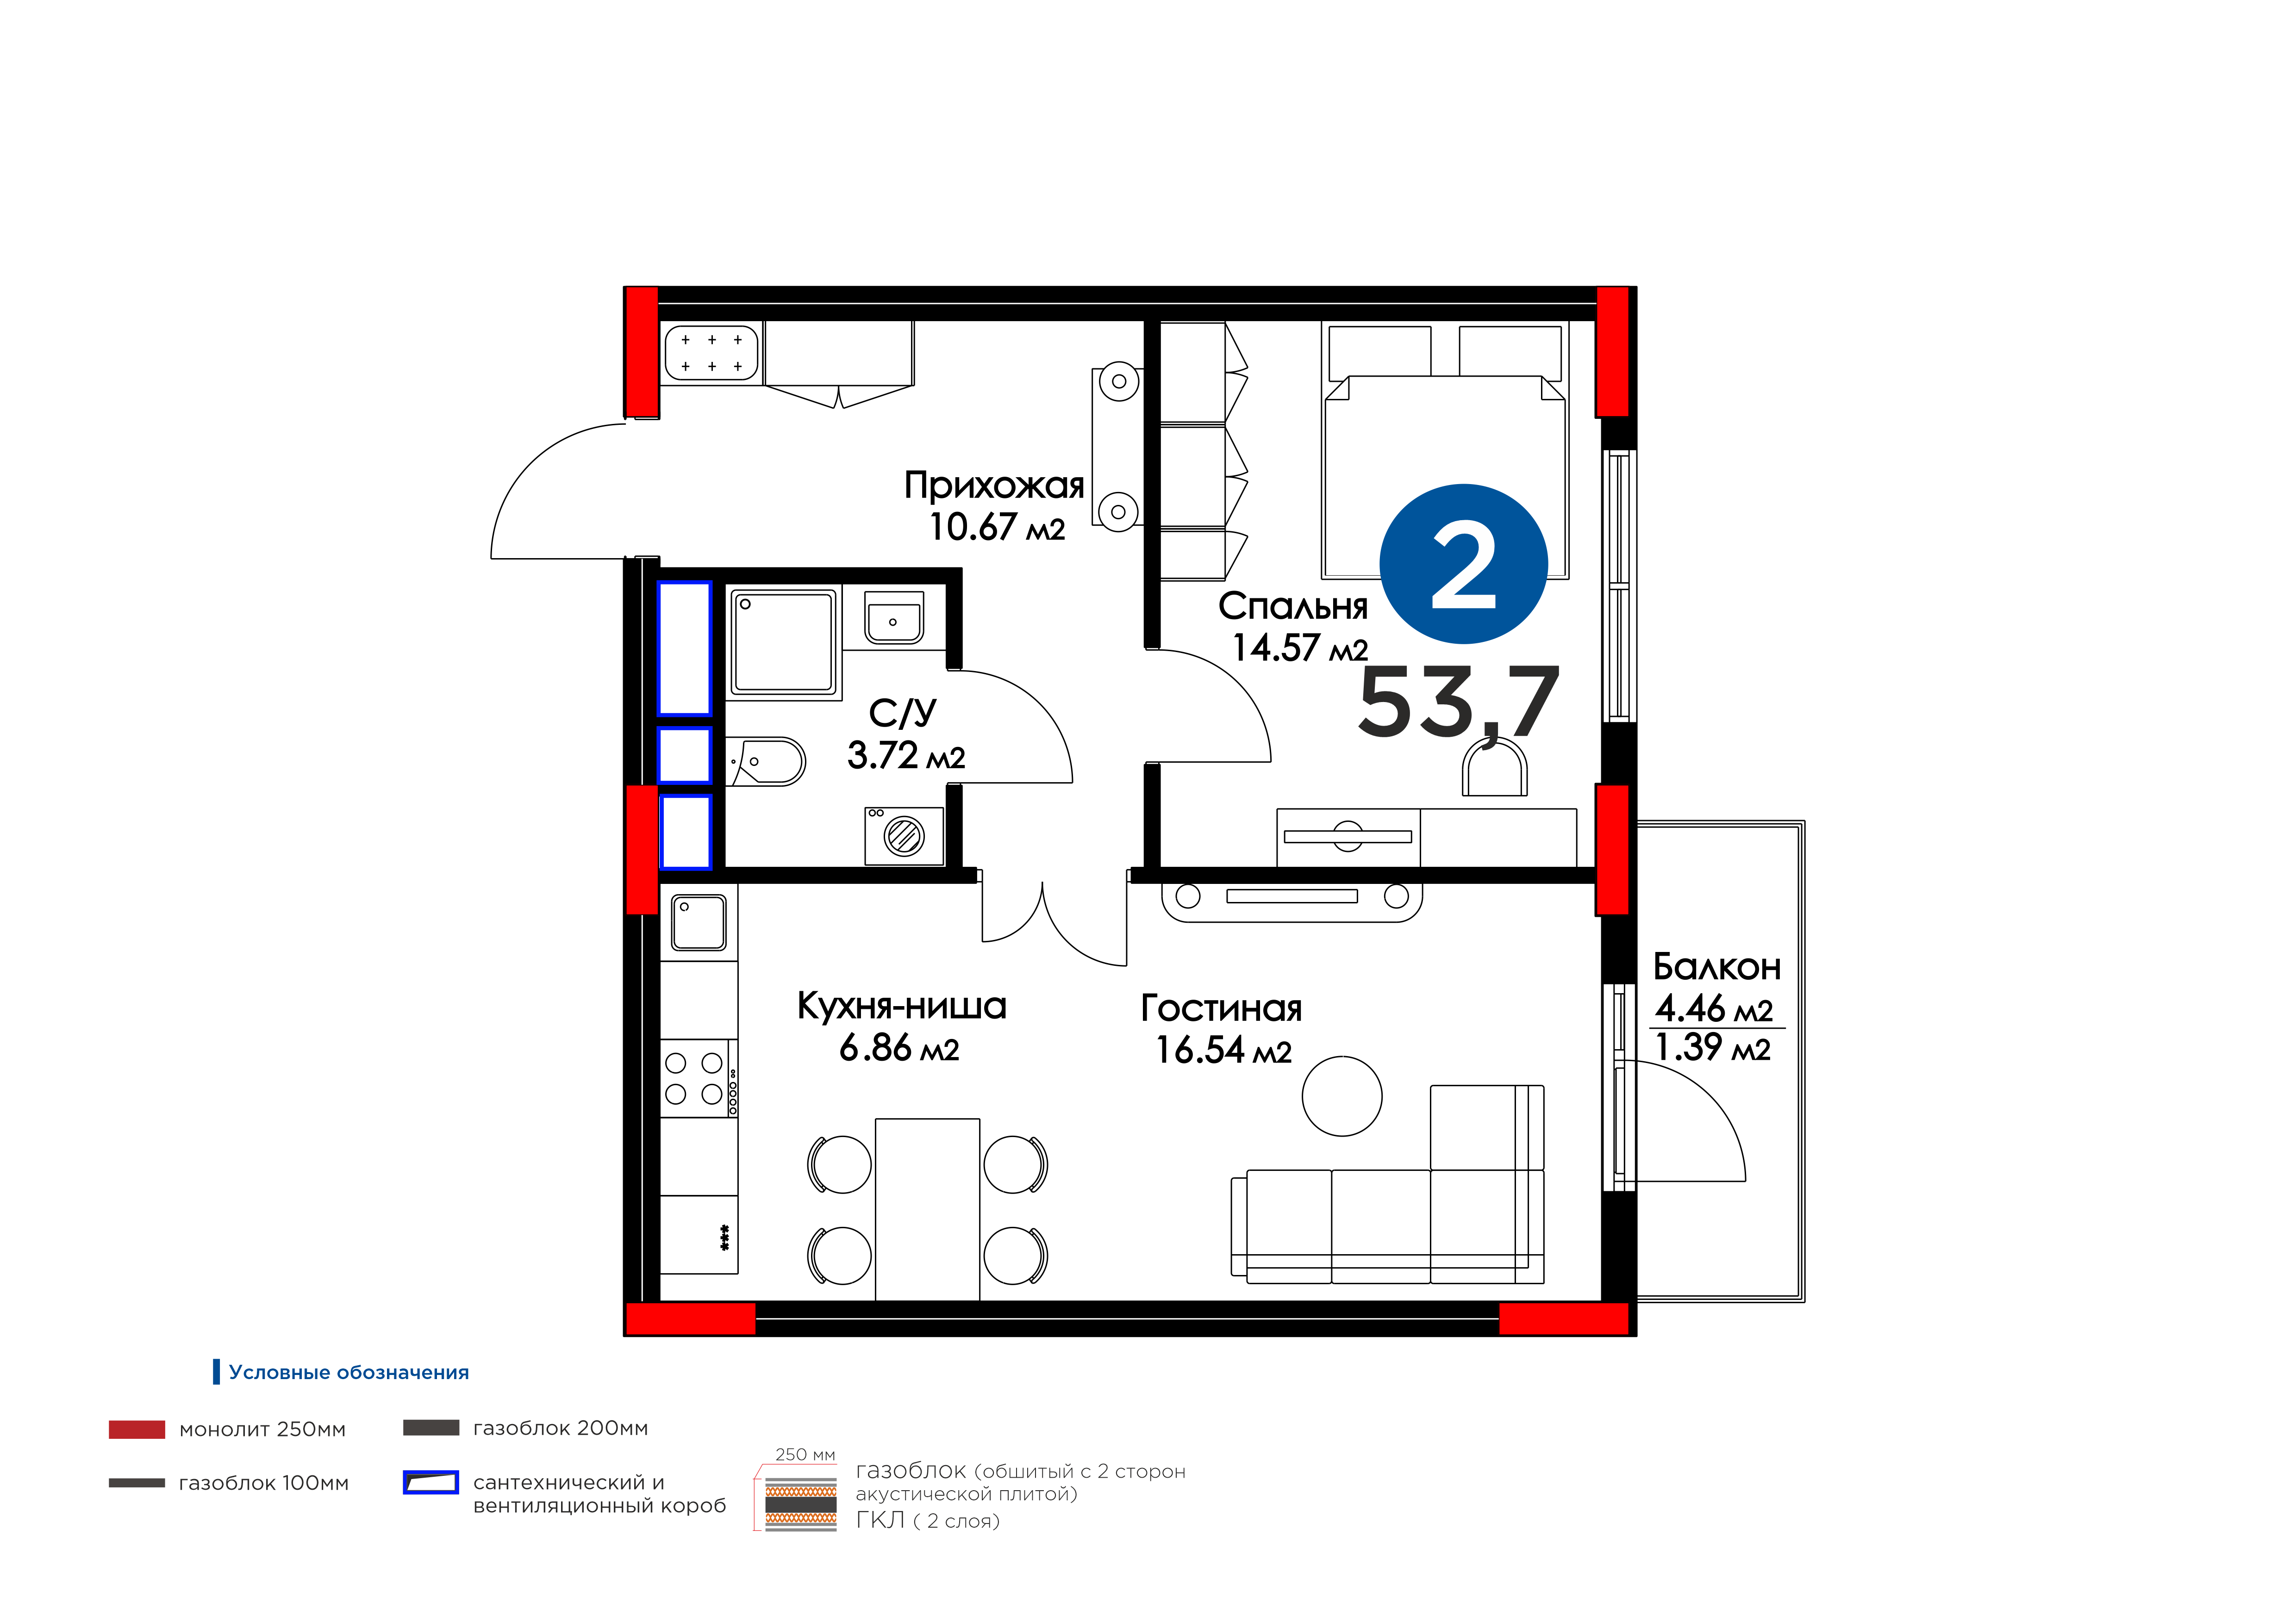 Прихожая
10.67 м2
2
Спальня
14.57 м2
53,7
С/У
3.72 м2
Балкон
4.46 м2
1.39 м2
Кухня-ниша
6.86 м2
Гостиная
16.54 м2
Условные обозначения
монолит 250мм
газоблок 200мм
газоблок 100мм
сантехнический и
вентиляционный короб
250 мм
газоблок (обшитый с 2 сторон
акустической плитой)
ГКЛ ( 2 слоя)